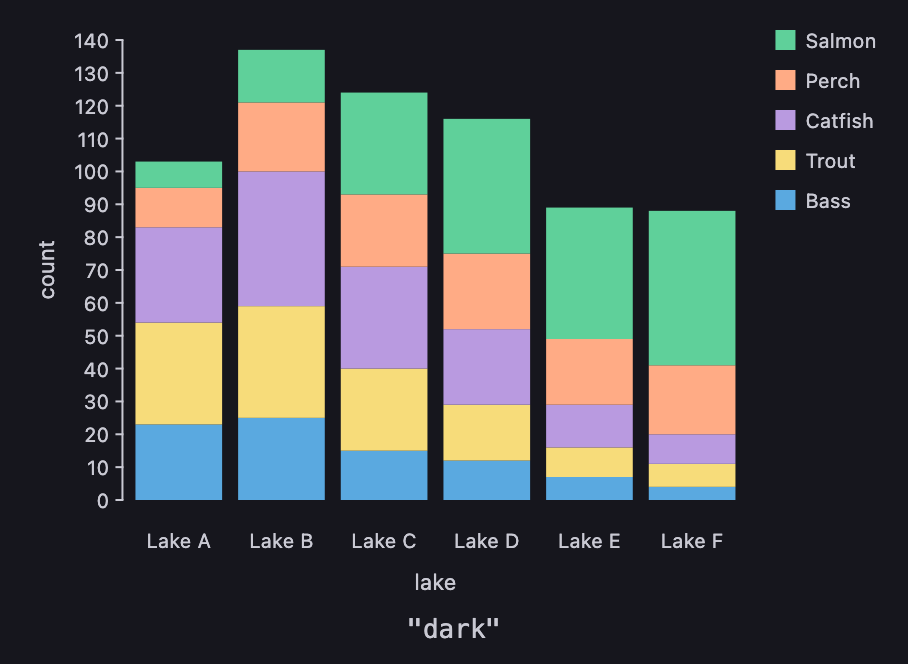 140
130
120
110
100
90
80
70
60
50
40
30
20
10
0
count
Lake A Lake B Lake C Lake D Lake E Lake F
lake
Salmon
Perch
Catfish
Trout
Bass
"dark"